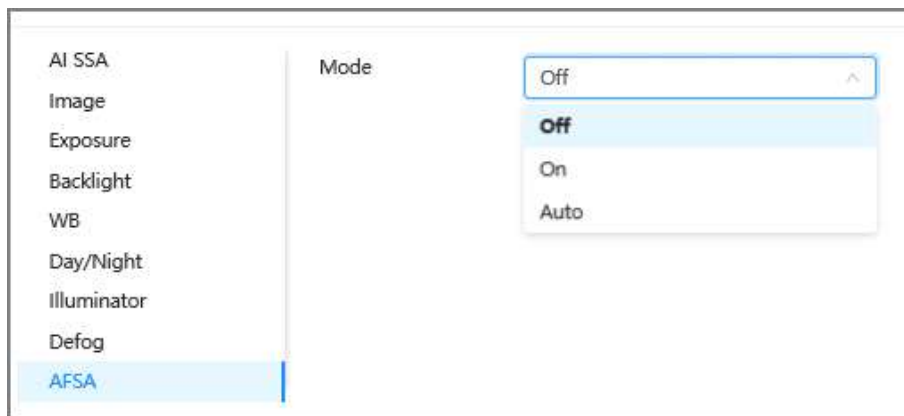 AI SSA
Image
Exposure
Backlight
WB
Day/Night
Illuminator
Defog
AFSA
Mode
Off
Off
On
Auto